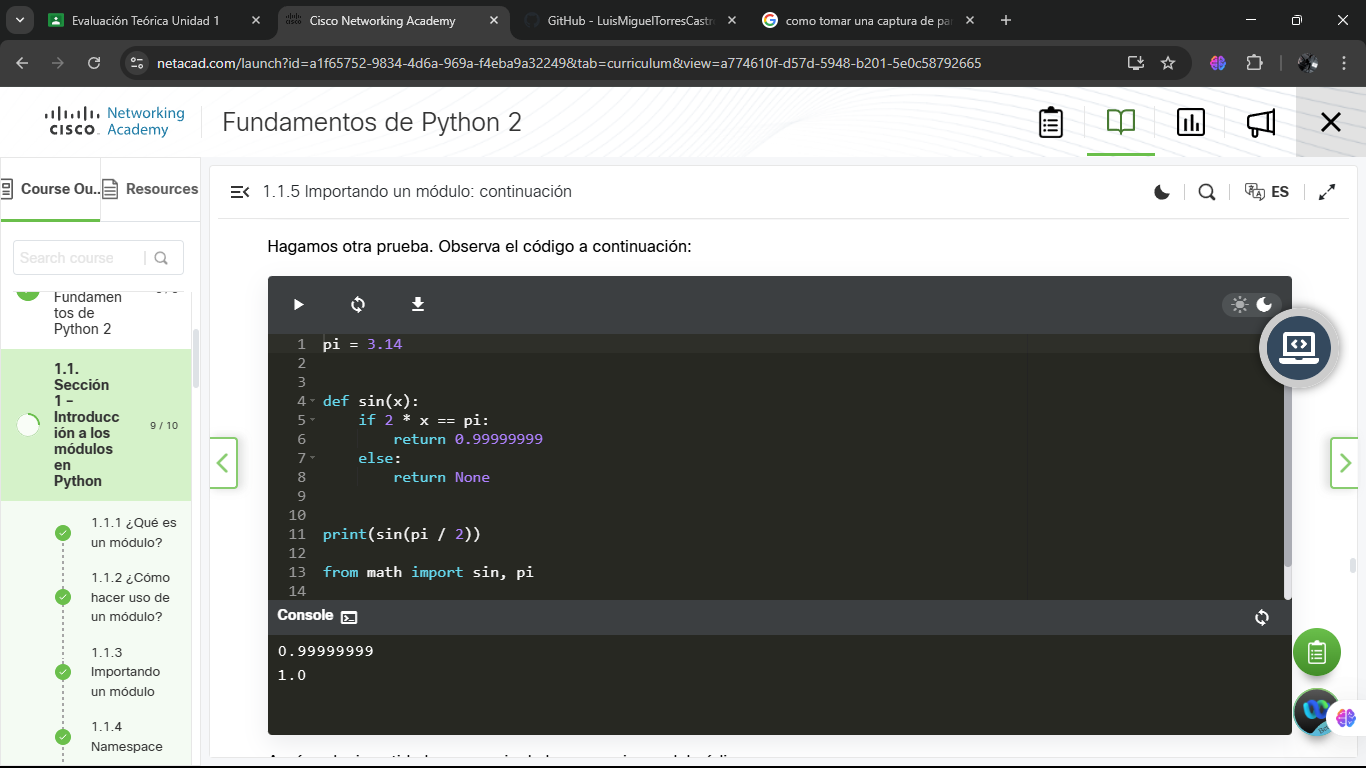 Evaluación Teórica Unidad 1
Cisco Networking Academy
GitHub - LuisMiguelTorresCastr
como tomar una captura de pa
netacad.com/launch?id=a1f65752-9834-4d6a-969a-f4eba9a32249&tab=curriculum&view=a774610f-d57d-5948-b201-5e0c58792665
CISCO Networking Academy
Fundamentos de Python 2
Course Ou..
Resources
1.1.5 Importando un módulo: continuación
ES
Search course
Fundamen
tos de
Python 2
1.1.
Sección
1 –
Introducc
ión a los
módulos
en
Python
9 / 10
1.1.1 ¿Qué es
un módulo?
1.1.2 ¿Cómo
hacer uso de
un módulo?
1.1.3
Importando
un módulo
1.1.4
Namespace
Hagamos otra prueba. Observa el código a continuación:
1 pi = 3.14
2
3
4 def sin(x):
5     if 2 * x == pi:
6         return 0.99999999
7     else:
8         return None
9
10
11 print(sin(pi / 2))
12
13 from math import sin, pi
14
Console
0.99999999
1.0